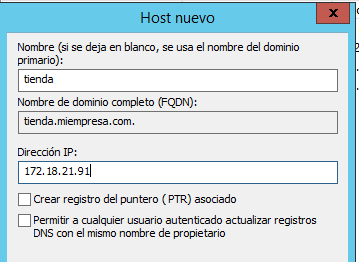 Host nuevo
x
Nombre (si se deja en blanco, se usa el nombre del dominio
primario):
tienda
Nombre de dominio completo (FQDN):
tienda.miempresa.com.
Dirección IP:
172.18.21.91
Crear registro del puntero (PTR) asociado
Permitir a cualquier usuario autenticado actualizar registros
DNS con el mismo nombre de propietario